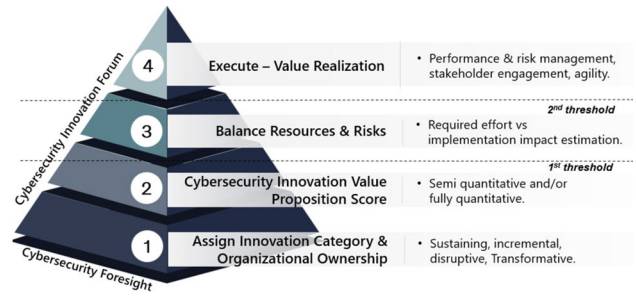 Cybersecurity Innovation Forum
Cybersecurity Foresight
4
Execute – Value Realization
• Performance & risk management,
stakeholder engagement, agility.
2nd threshold
3
Balance Resources & Risks
• Required effort vs
implementation impact estimation.
1st threshold
2
Cybersecurity Innovation Value
Proposition Score
• Semi quantitative and/or
fully quantitative.
1
Assign Innovation Category &
Organizational Ownership
• Sustaining, incremental,
disruptive, Transformative.